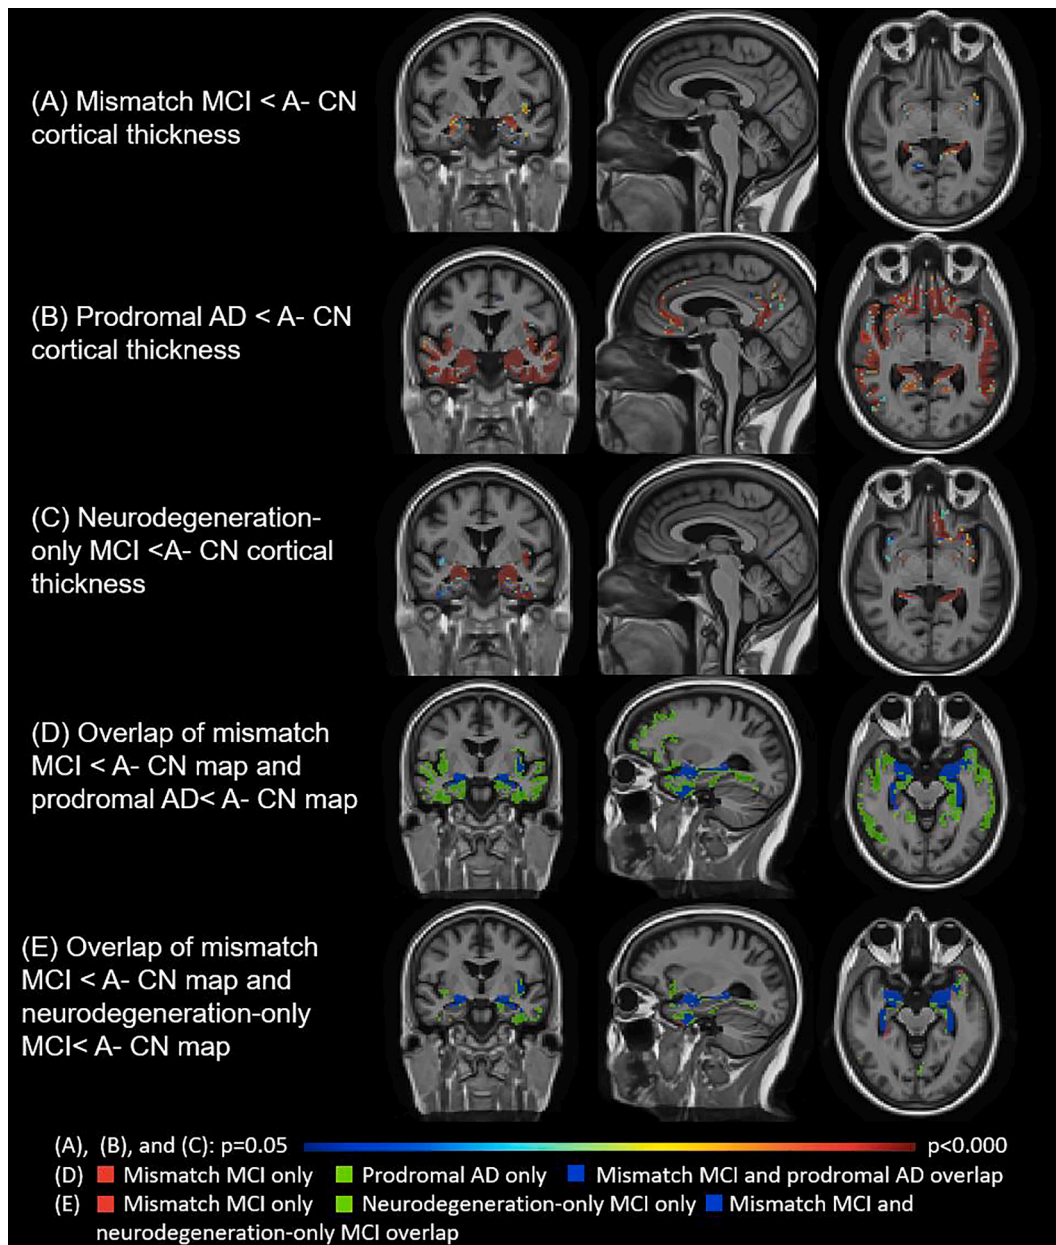 (A) Mismatch MCI < A- CN
cortical thickness
(B) Prodromal AD < A- CN
cortical thickness
(C) Neurodegeneration-
only MCI <A- CN cortical
thickness
(D) Overlap of mismatch
MCI < A- CN map and
prodromal AD< A- CN map
(E) Overlap of mismatch
MCI < A- CN map and
neurodegeneration-only
MCI< A- CN map
(A), (B), and (C): p=0.05 p<0.000
(D) Mismatch MCI only Prodromal AD only Mismatch MCI and prodromal AD overlap
(E) Mismatch MCI only Neurodegeneration-only MCI only Mismatch MCI and
neurodegeneration-only MCI overlap